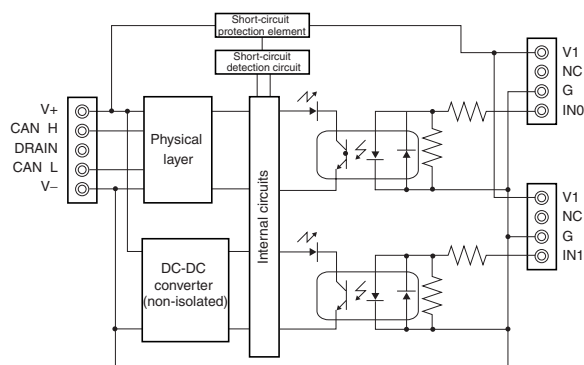 Short-circuit
protection element
Short-circuit
detection circuit
V+
CAN H
DRAIN
CAN L
V–
Physical
layer
DC-DC
converter
(non-isolated)
Internal circuits
V1
NC
G
IN0
V1
NC
G
IN1